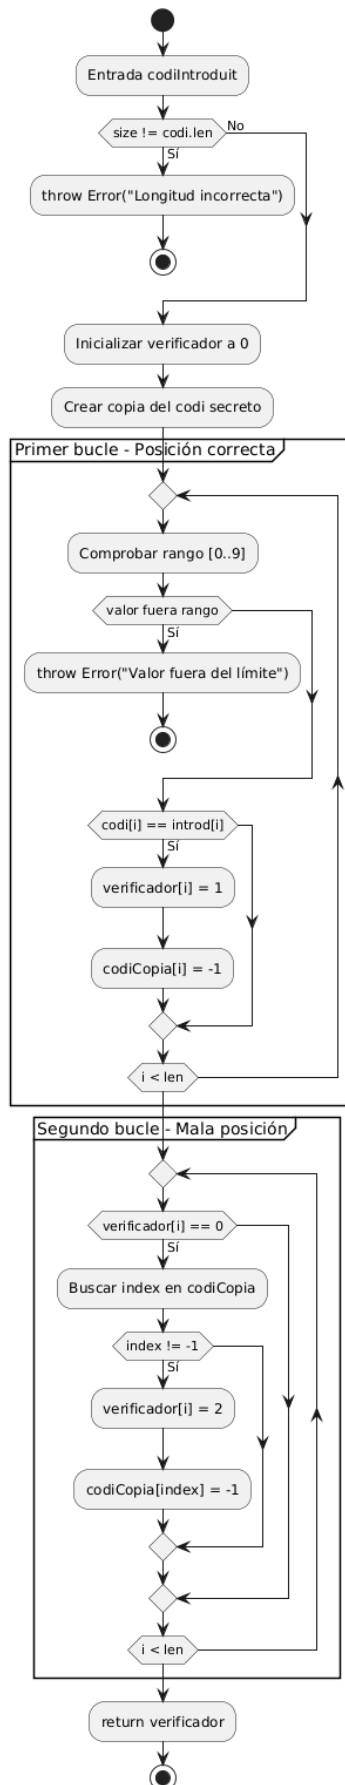 Entrada codiIntroduit
size != codi.len
No
Sí
throw Error("Longitud incorrecta")
Inicializar verificador a 0
Crear copia del codi secreto
Primer bucle - Posición correcta
Comprobar rango [0..9]
valor fuera rango
Sí
throw Error("Valor fuera del límite")
codi[i] == introd[i]
Sí
verificador[i] = 1
codiCopia[i] = -1
i < len
Segundo bucle - Mala posición
verificador[i] == 0
Sí
Buscar index en codiCopia
index != -1
Sí
verificador[i] = 2
codiCopia[index] = -1
i < len
return verificador